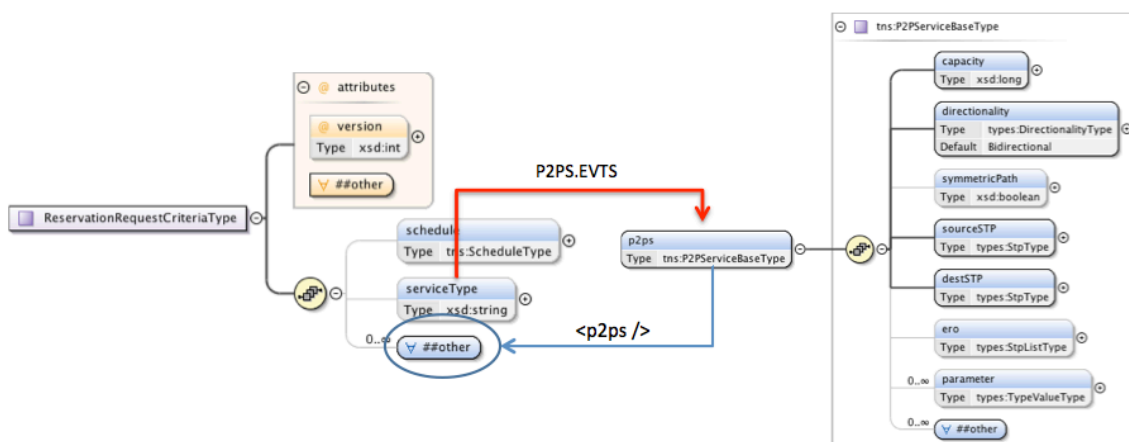 ReservationRequestCriteriaType
@ attributes
@ version
Type xsd:int
##other
schedule
Type tns:ScheduleType
serviceType
Type xsd:string
0..∞
##other
P2PS.EVTS
<p2ps />
p2ps
Type tns:P2PServiceBaseType
tns:P2PServiceBaseType
capacity
Type xsd:long
directionality
Type types:DirectionalityType
Default Bidirectional
symmetricPath
Type xsd:boolean
sourceSTP
Type types:StpType
destSTP
Type types:StpType
ero
Type types:StpListType
0..∞
parameter
Type types:TypeValueType
0..∞
##other